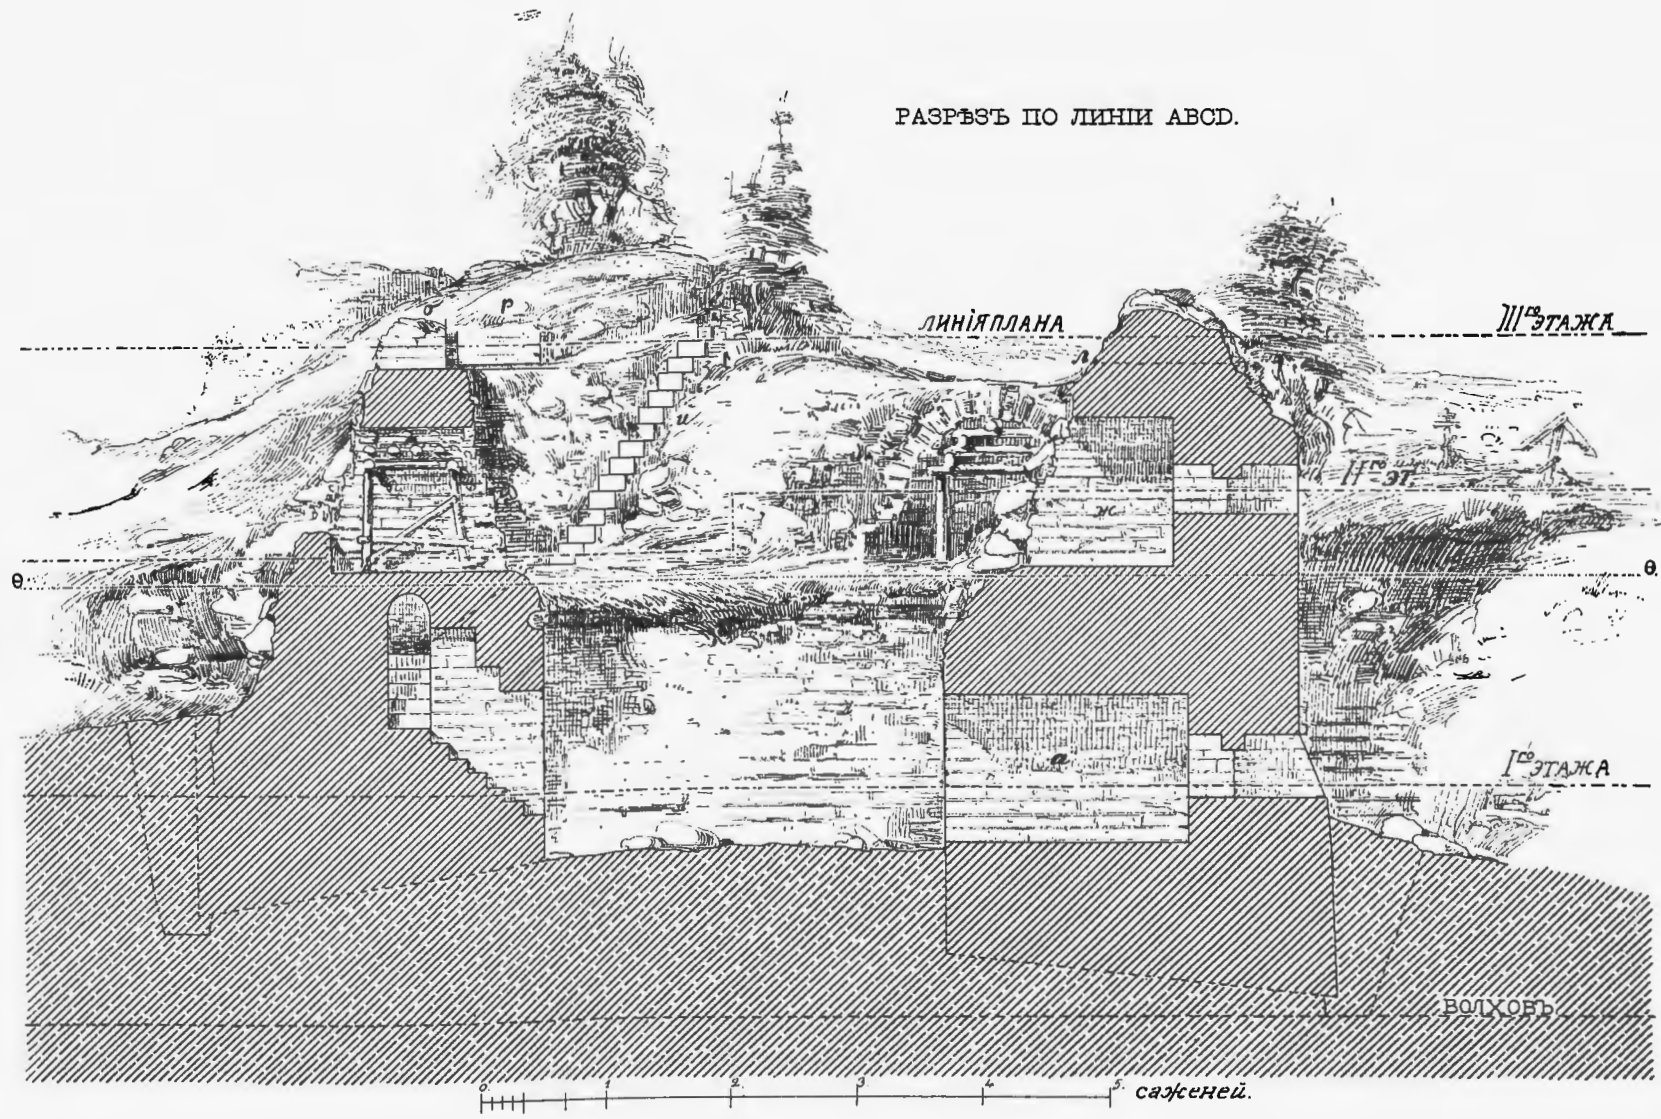 РАЗРѢЗЪ ПО ЛИНІИ ABCD.
о р
ЛИНІЯ ПЛАНА III ГО ЭТАЖА
л
и
II ГО ЭТ.
ж
θ. θ.
а
I ГО ЭТАЖА
ВОЛХОВЪ.
0. 1 2. 3 4 5. саженей.